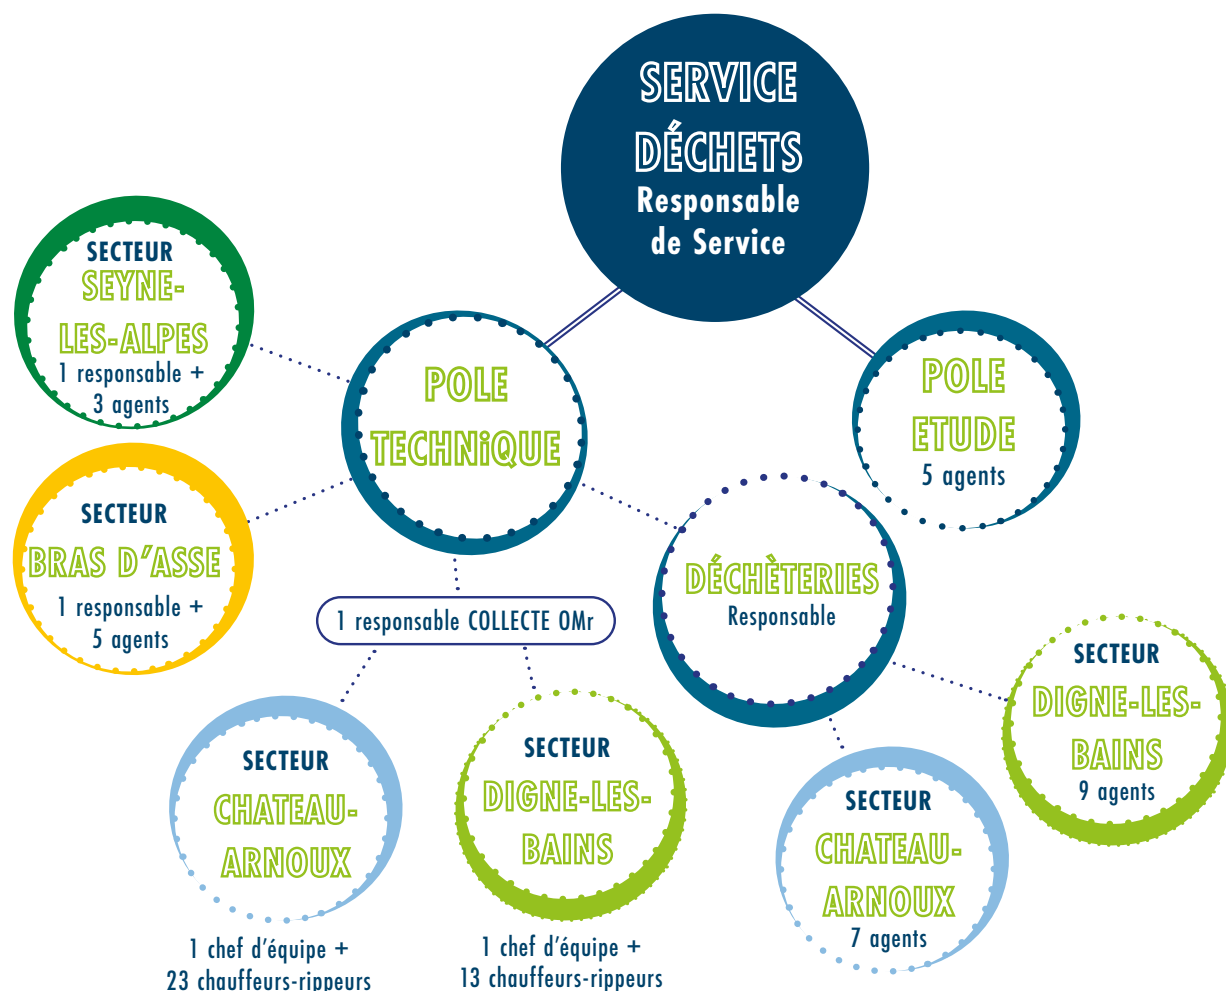 SERVICE
DÉCHETS
Responsable
de Service
SECTEUR
SEYNE-
LES-ALPES
1 responsable +
3 agents
POLE
TECHNiQUE
POLE
ETUDE
5 agents
SECTEUR
BRAS D'ASSE
1 responsable +
5 agents
DÉCHÈTERIES
Responsable
1 responsable COLLECTE OMr
SECTEUR
DIGNE-LES-
BAINS
9 agents
SECTEUR
CHATEAU-
ARNOUX
1 chef d'équipe +
23 chauffeurs-rippeurs
SECTEUR
DIGNE-LES-
BAINS
1 chef d'équipe +
13 chauffeurs-rippeurs
SECTEUR
CHATEAU-
ARNOUX
7 agents